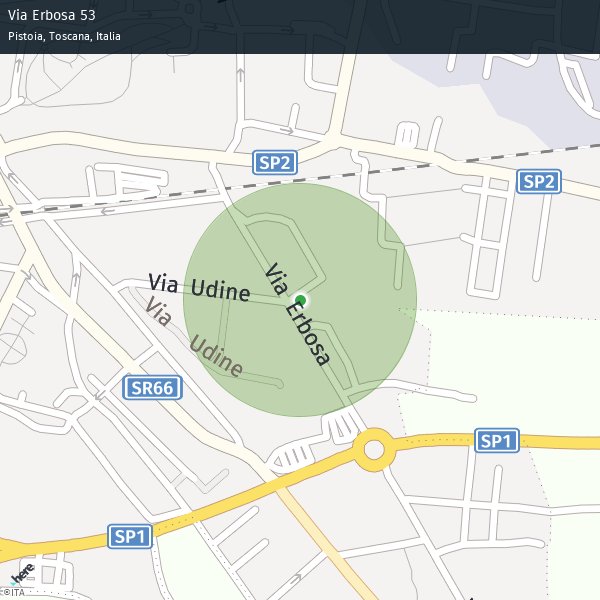 Via Erbosa 53
Pistoia, Toscana, Italia
SP2
SP2
Via Udine
Via Erbosa
Via Udine
SR66
SP1
SP1
here
©ITA